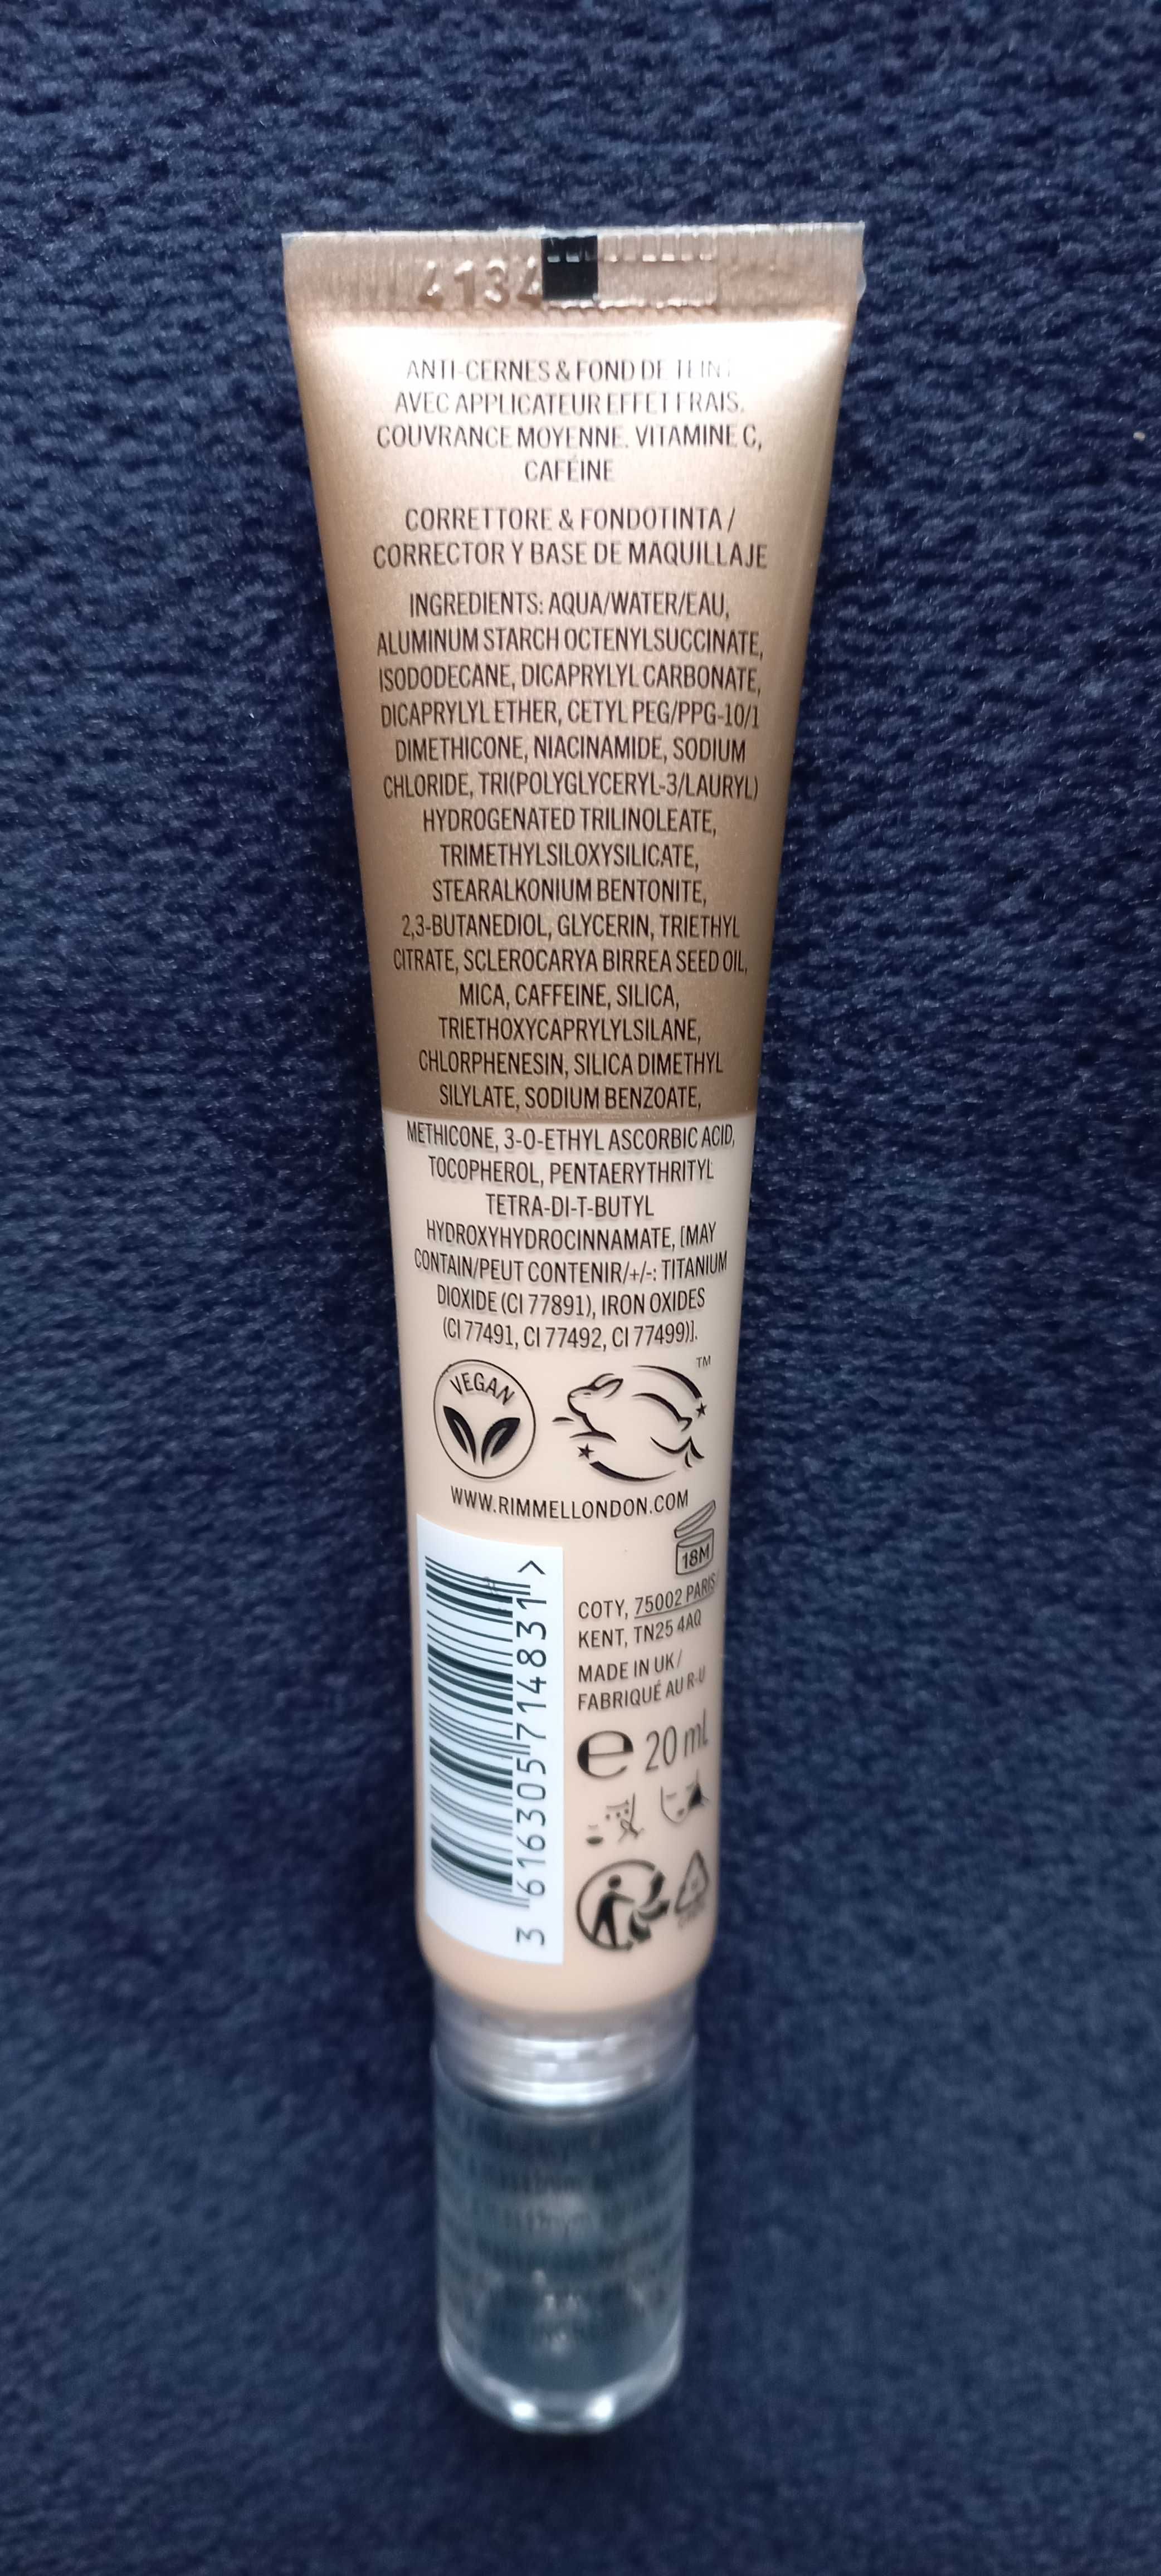 4134
ANTI-CERNES & FOND DE TEINT
AVEC APPLICATEUR EFFET FRAIS.
COUVRANCE MOYENNE. VITAMINE C,
CAFÉINE
CORRETTORE & FONDOTINTA /
CORRECTOR Y BASE DE MAQUILLAJE
INGREDIENTS: AQUA/WATER/EAU,
ALUMINUM STARCH OCTENYLSUCCINATE,
ISODODECANE, DICAPRYLYL CARBONATE,
DICAPRYLYL ETHER, CETYL PEG/PPG-10/1
DIMETHICONE, NIACINAMIDE, SODIUM
CHLORIDE, TRI(POLYGLYCERYL-3/LAURYL)
HYDROGENATED TRILINOLEATE,
TRIMETHYLSILOXYSILICATE,
STEARALKONIUM BENTONITE,
2,3-BUTANEDIOL, GLYCERIN, TRIETHYL
CITRATE, SCLEROCARYA BIRREA SEED OIL,
MICA, CAFFEINE, SILICA,
TRIETHOXYCAPRYLYLSILANE,
CHLORPHENESIN, SILICA DIMETHYL
SILYLATE, SODIUM BENZOATE,
METHICONE, 3-O-ETHYL ASCORBIC ACID,
TOCOPHEROL, PENTAERYTHRITYL
TETRA-DI-T-BUTYL
HYDROXYHYDROCINNAMATE, [MAY
CONTAIN/PEUT CONTENIR/+/-: TITANIUM
DIOXIDE (CI 77891), IRON OXIDES
(CI 77491, CI 77492, CI 77499)].
VEGAN
TM
WWW.RIMMELLONDON.COM
18M
COTY, 75002 PARIS
KENT, TN25 4AQ
MADE IN UK/
FABRIQUÉ AU R-U
e 20 mL
3 616305 714831 >